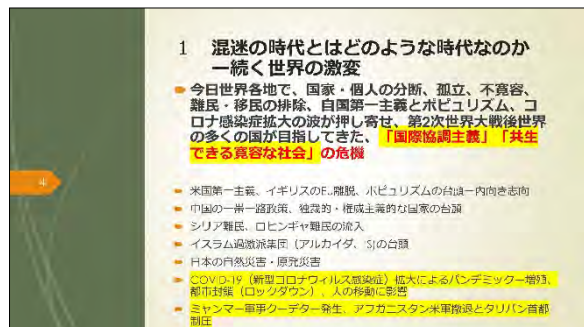 1 混迷の時代とはどのような時代なのか
ー続く世界の激変
今日世界各地で、国家・個人の分断、孤立、不寛容、
難民・移民の排除、自国第一主義とポピュリズム、コ
ロナ感染症拡大の波が押し寄せ、第2次世界大戦後世界
の多くの国が目指してきた、「国際協調主義」「共生
できる寛容な社会」の危機
米国第一主義、イギリスのEU離脱、ポピュリズムの台頭ー内向き志向
中国の一帯一路政策、独裁的・権威主義的な国家の台頭
シリア難民、ロヒンギャ難民の流入
イスラム過激派集団(アルカイダ、IS)の台頭
日本の自然災害・原発災害
COVID-19(新型コロナウィルス感染症)拡大によるパンデミックー増殖、
都市封鎖(ロックダウン)、人の移動に影響
ミャンマー軍事クーデター発生、アフガニスタン米軍撤退とタリバン首都
制圧